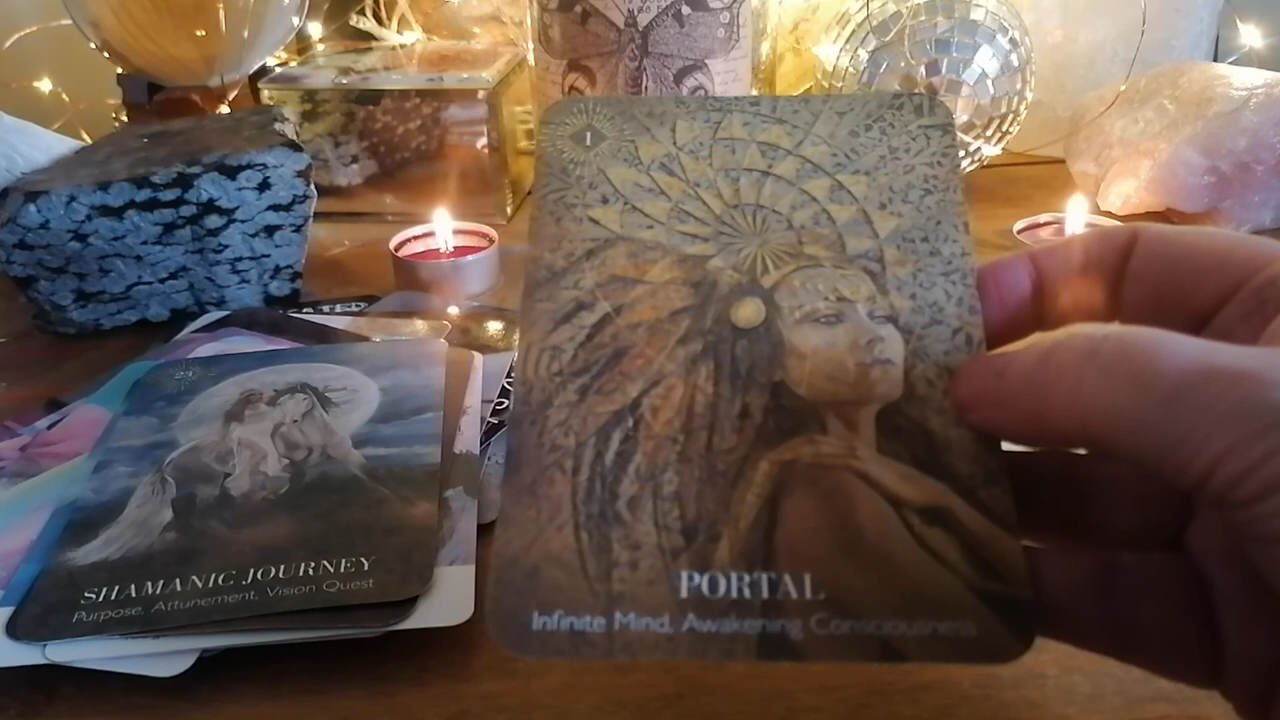 I
PORTAL
Infinite Mind, Awakening Consciousness
SHAMANIC JOURNEY
Purpose, Attunement, Vision Quest